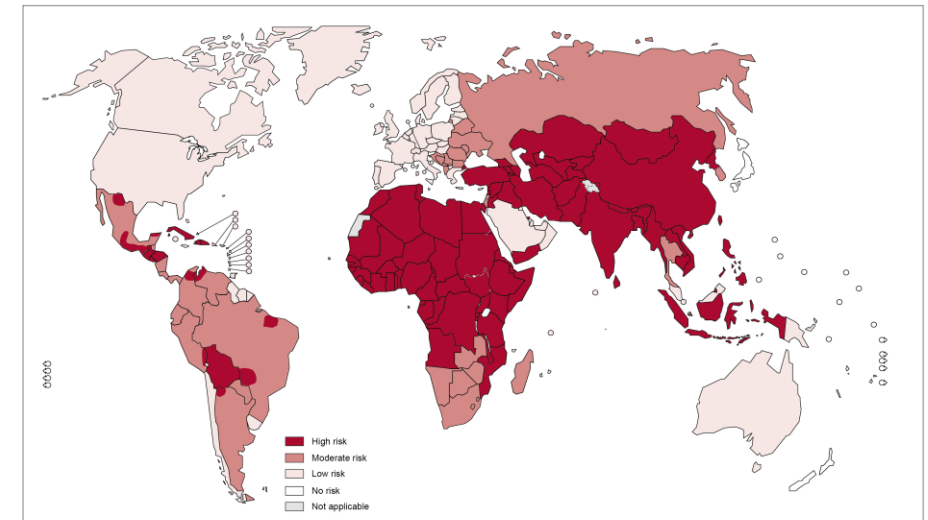 High risk
Moderate risk
Low risk
No risk
Not applicable